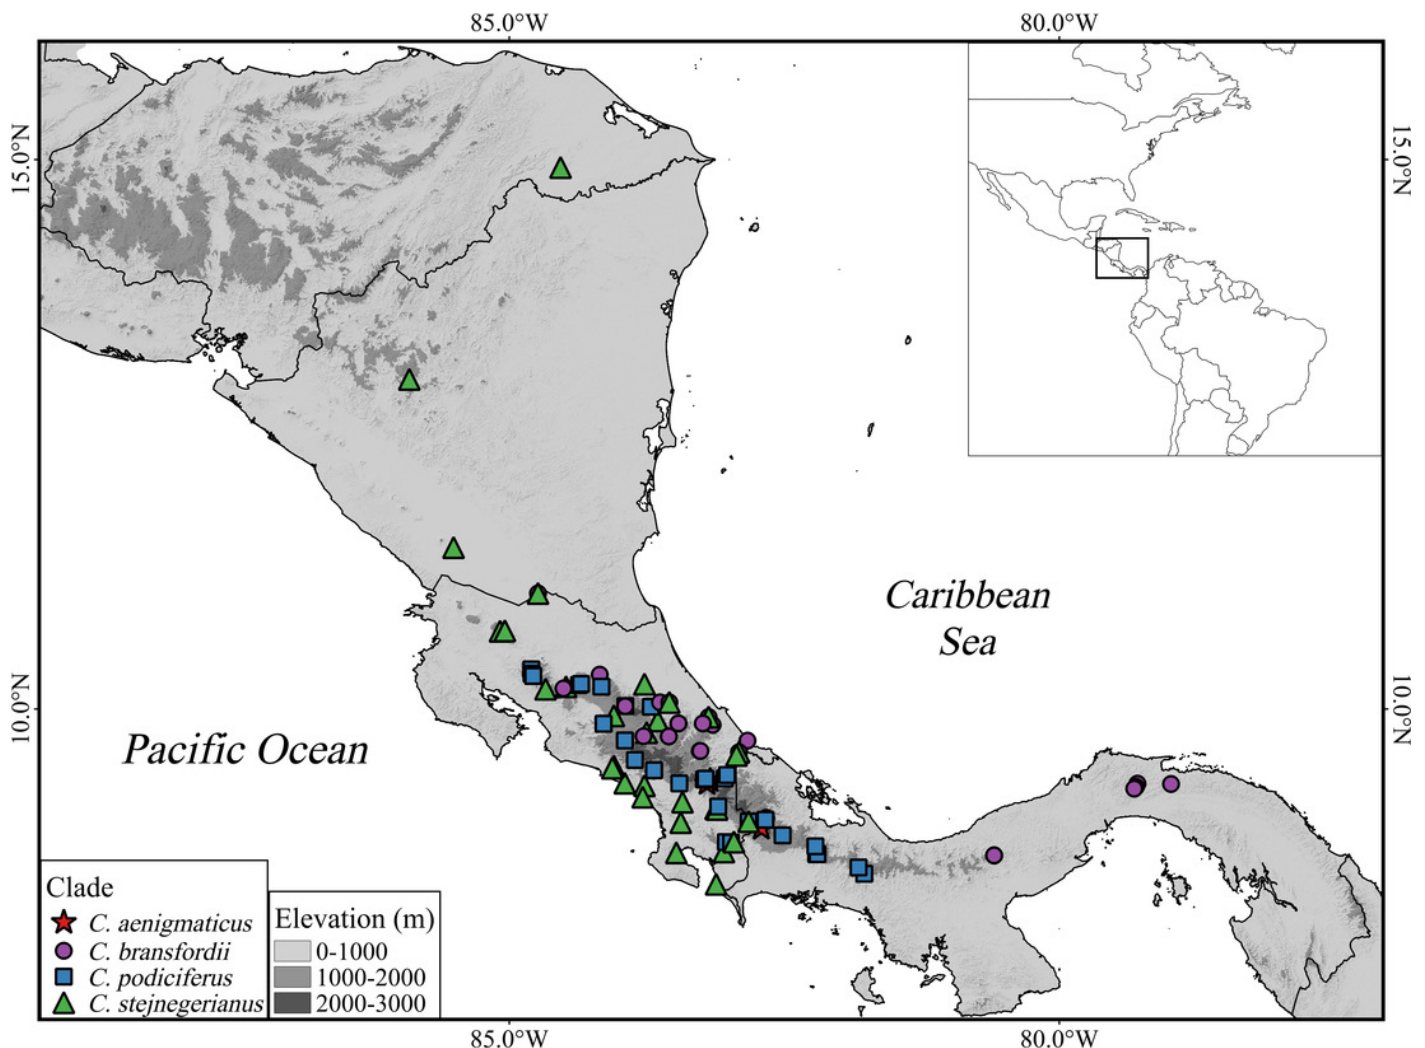 85.0°W
80.0°W
15.0°N
15.0°N
Caribbean
Sea
10.0°N
10.0°N
Pacific Ocean
Clade
C. aenigmaticus
C. bransfordii
C. podiciferus
C. stejnegerianus
Elevation (m)
0-1000
1000-2000
2000-3000
85.0°W
80.0°W